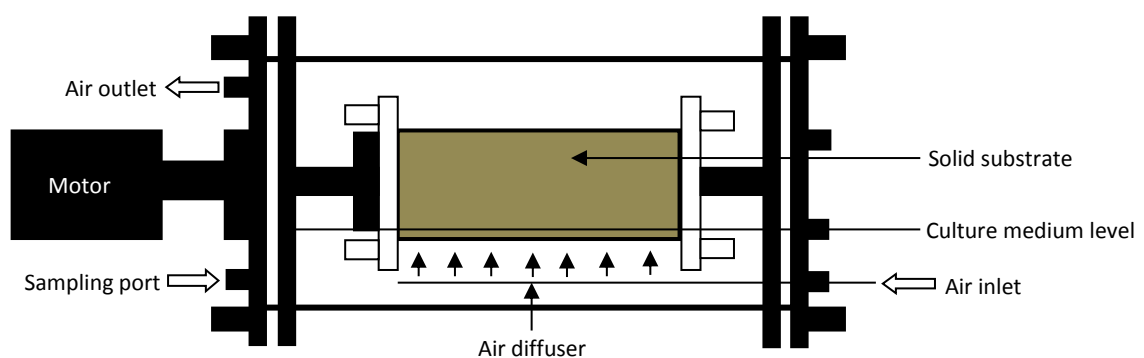 Air outlet
Motor
Solid substrate
Culture medium level
Sampling port
Air inlet
Air diffuser